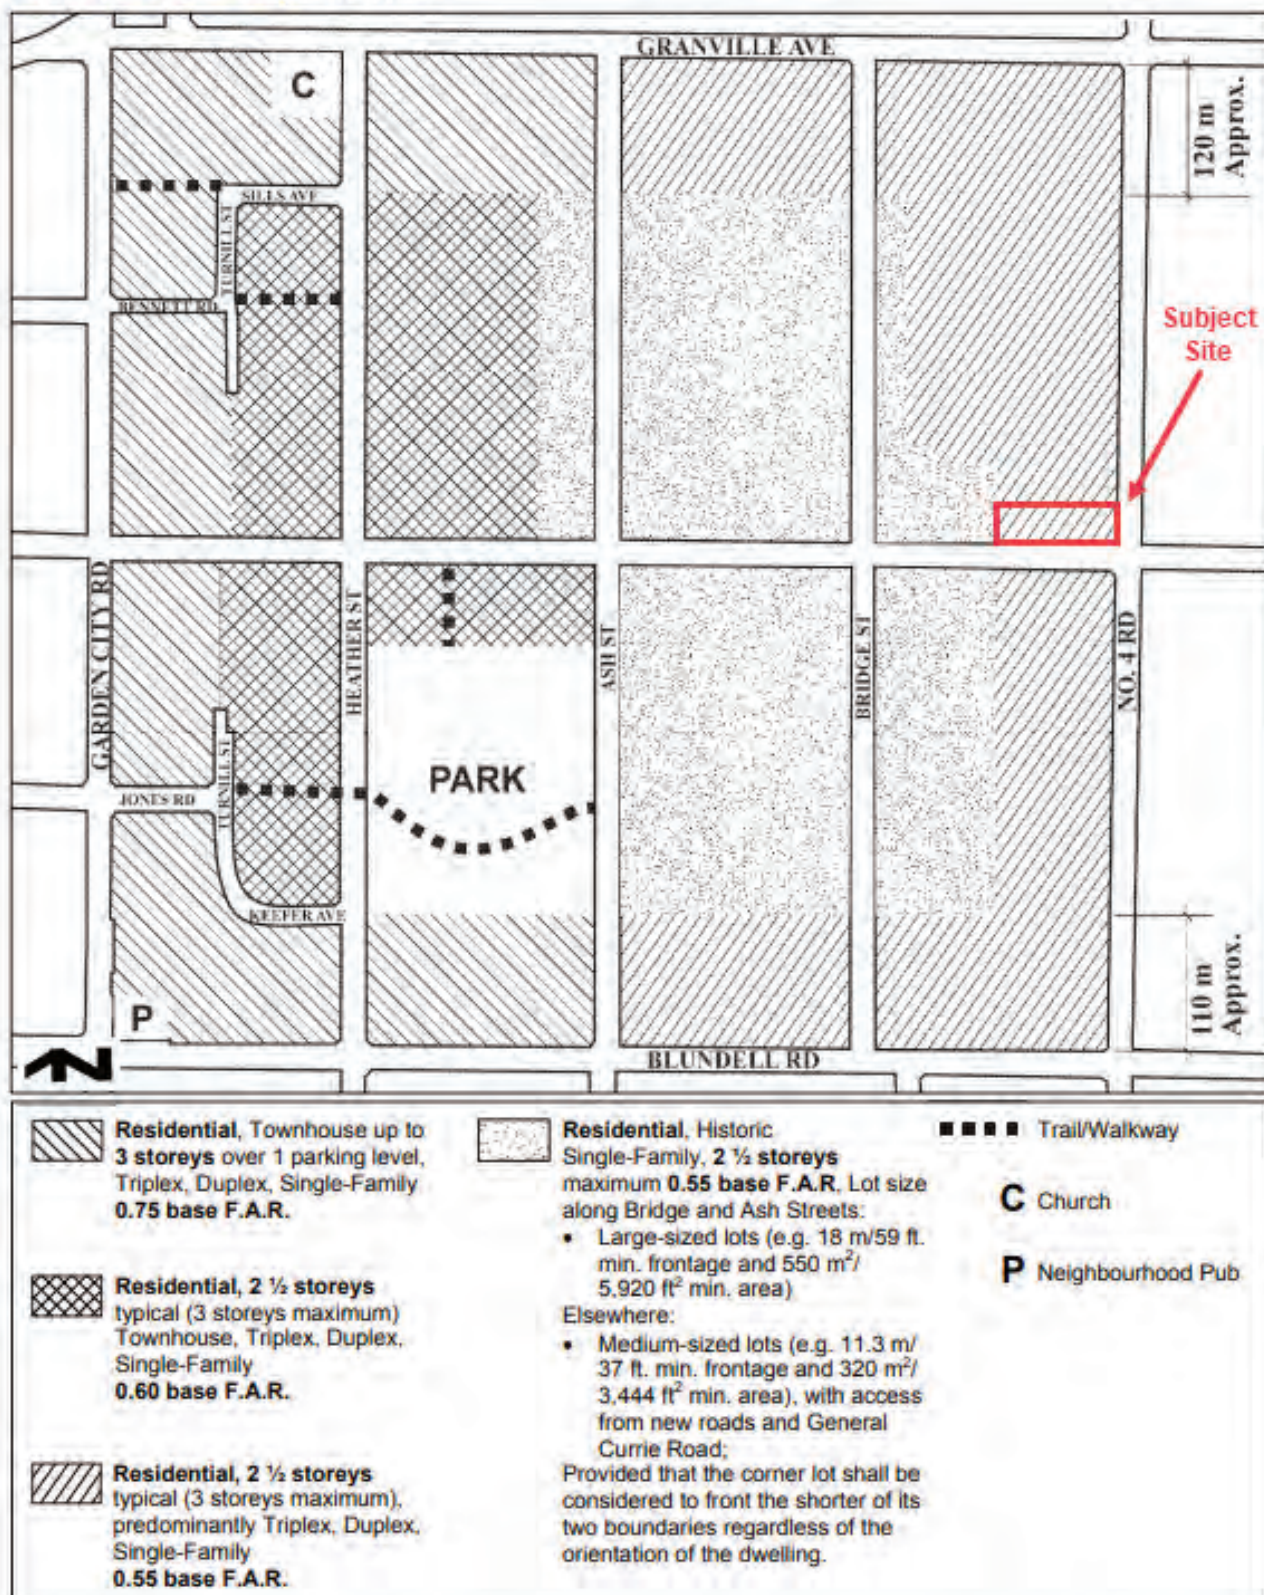 GRANVILLE AVE
C
120 m
Approx.
SILLS AVE
TURNILL ST
BENNETT RD
Subject
Site
GARDEN CITY RD
HEATHER ST
ASH ST
BRIDGE ST
NO. 4 RD
TURNILL ST
JONES RD
PARK
KEEFER AVE
110 m
Approx.
P
N
BLUNDELL RD
Residential, Townhouse up to
3 storeys over 1 parking level,
Triplex, Duplex, Single-Family
0.75 base F.A.R.
Residential, 2 ½ storeys
typical (3 storeys maximum)
Townhouse, Triplex, Duplex,
Single-Family
0.60 base F.A.R.
Residential, 2 ½ storeys
typical (3 storeys maximum),
predominantly Triplex, Duplex,
Single-Family
0.55 base F.A.R.
Residential, Historic
Single-Family, 2 ½ storeys
maximum 0.55 base F.A.R, Lot size
along Bridge and Ash Streets:
• Large-sized lots (e.g. 18 m/59 ft.
min. frontage and 550 m²/
5,920 ft² min. area)
Elsewhere:
• Medium-sized lots (e.g. 11.3 m/
37 ft. min. frontage and 320 m²/
3,444 ft² min. area), with access
from new roads and General
Currie Road;
Provided that the corner lot shall be
considered to front the shorter of its
two boundaries regardless of the
orientation of the dwelling.
Trail/Walkway
C Church
P Neighbourhood Pub